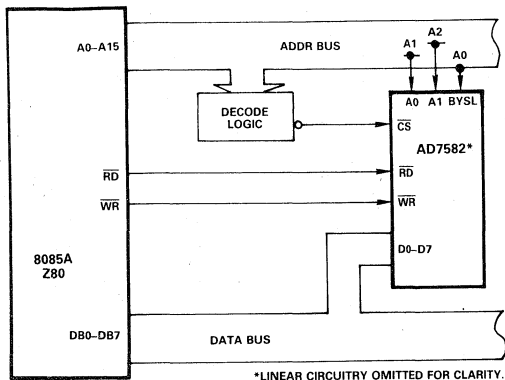 A0–A15
ADDR BUS
A1
A2
A0
DECODE
LOGIC
A0 A1 BYSL
CS
AD7582*
RD
RD
WR
WR
D0–D7
8085A
Z80
DB0–DB7
DATA BUS
*LINEAR CIRCUITRY OMITTED FOR CLARITY.